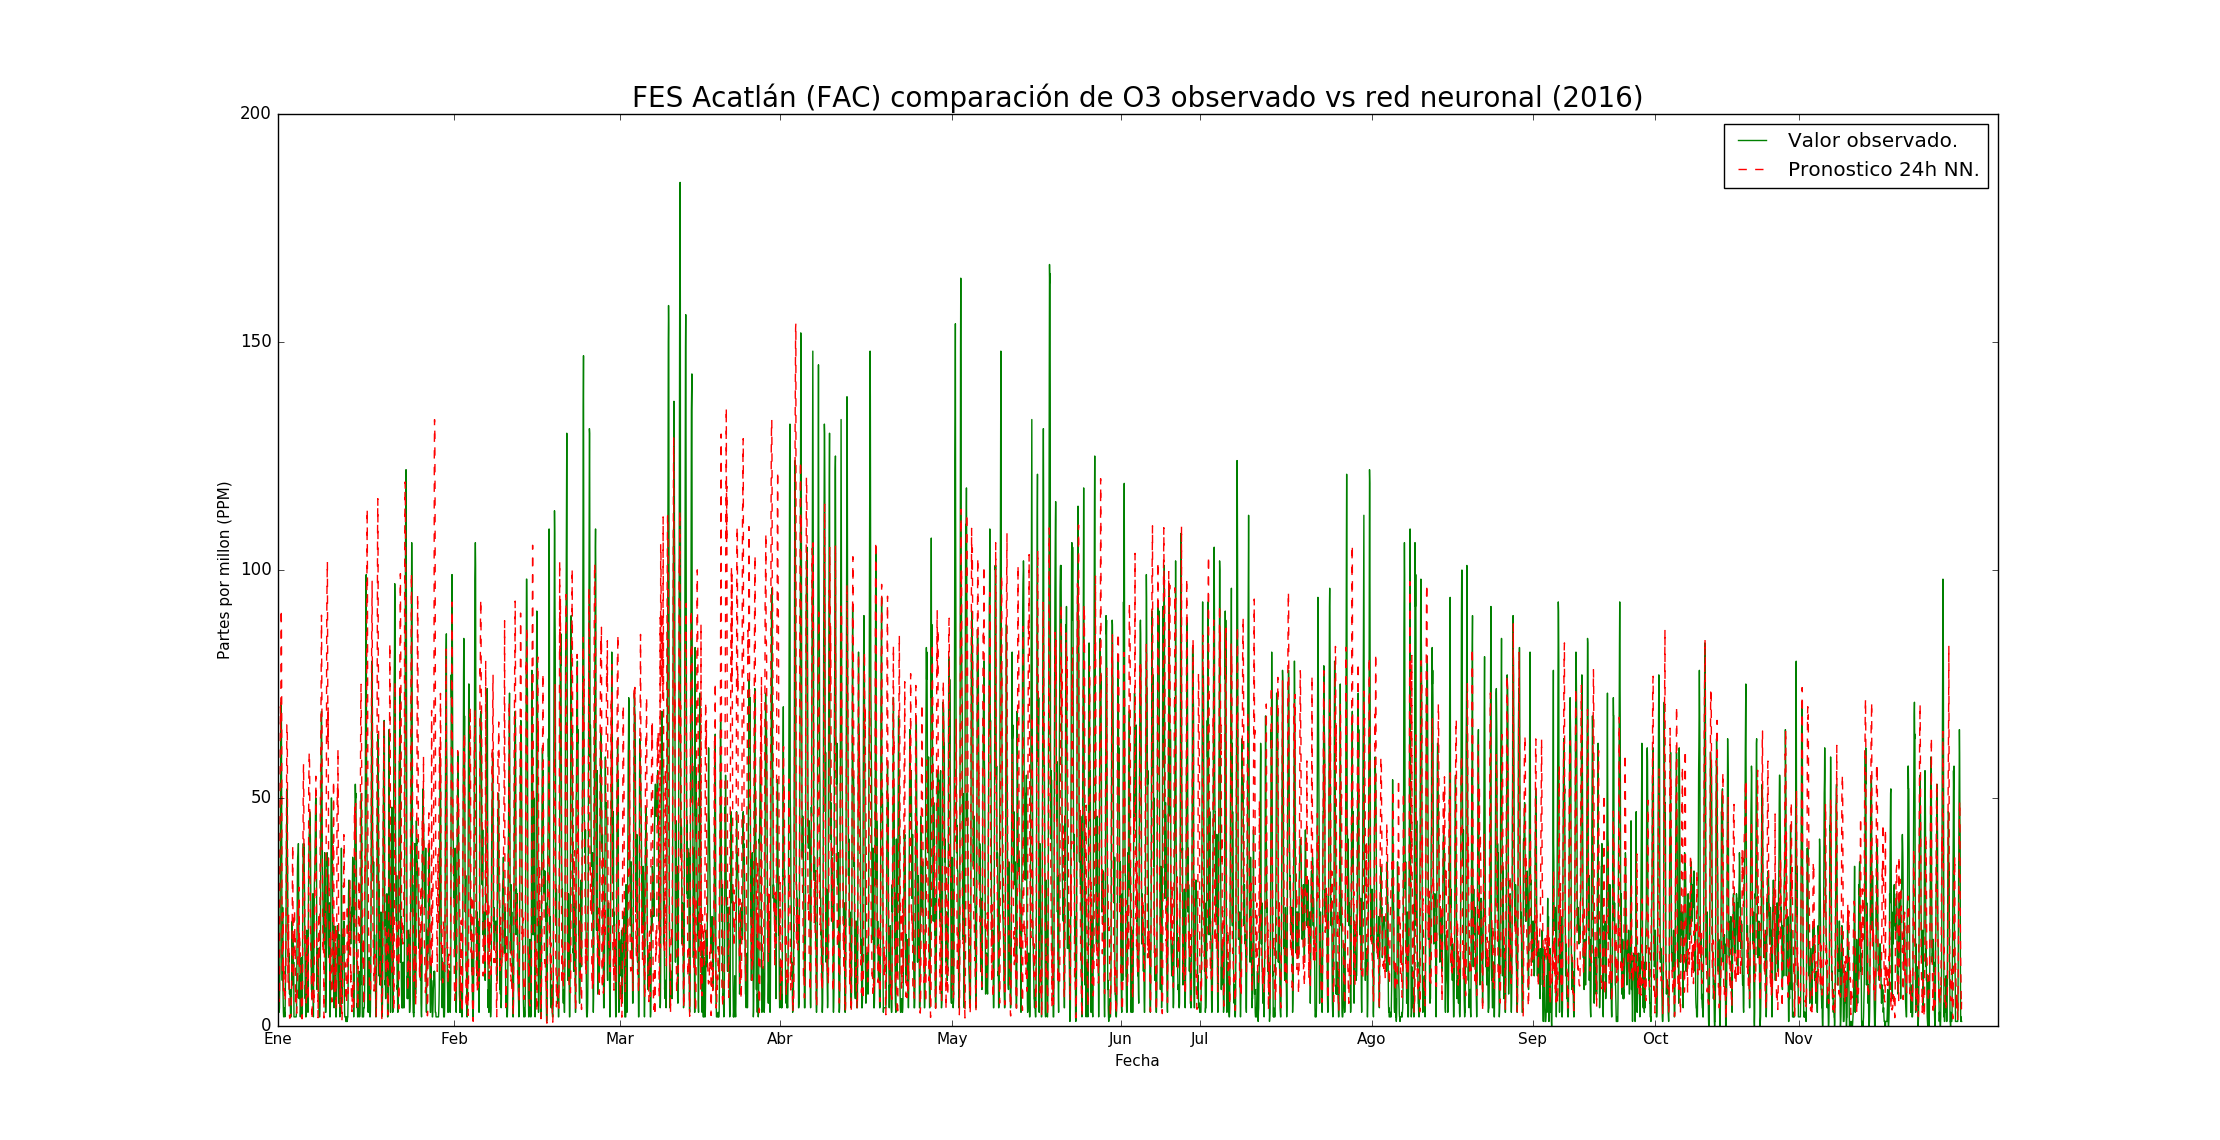 FES Acatlán (FAC) comparación de O3 observado vs red neuronal (2016)
Valor observado.
Pronostico 24h NN.
Partes por millon (PPM)
200
150
100
50
0
Ene Feb Mar Abr May Jun Jul Ago Sep Oct Nov
Fecha